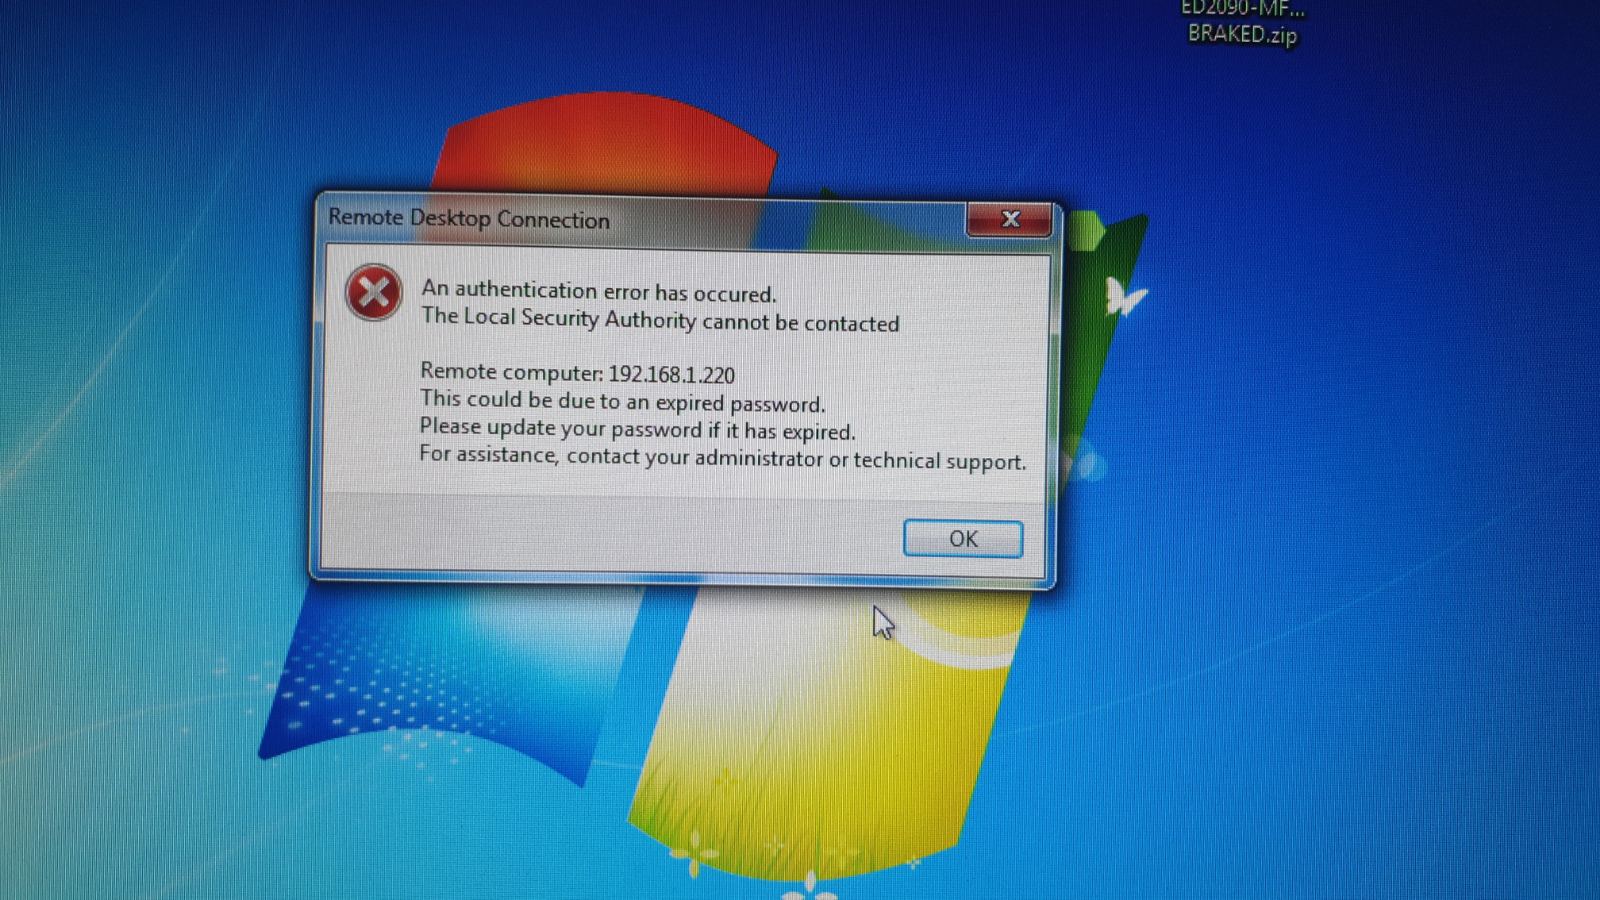 ED2090-MF...
BRAKED.zip
Remote Desktop Connection
An authentication error has occured.
The Local Security Authority cannot be contacted
Remote computer: 192.168.1.220
This could be due to an expired password.
Please update your password if it has expired.
For assistance, contact your administrator or technical support.
OK